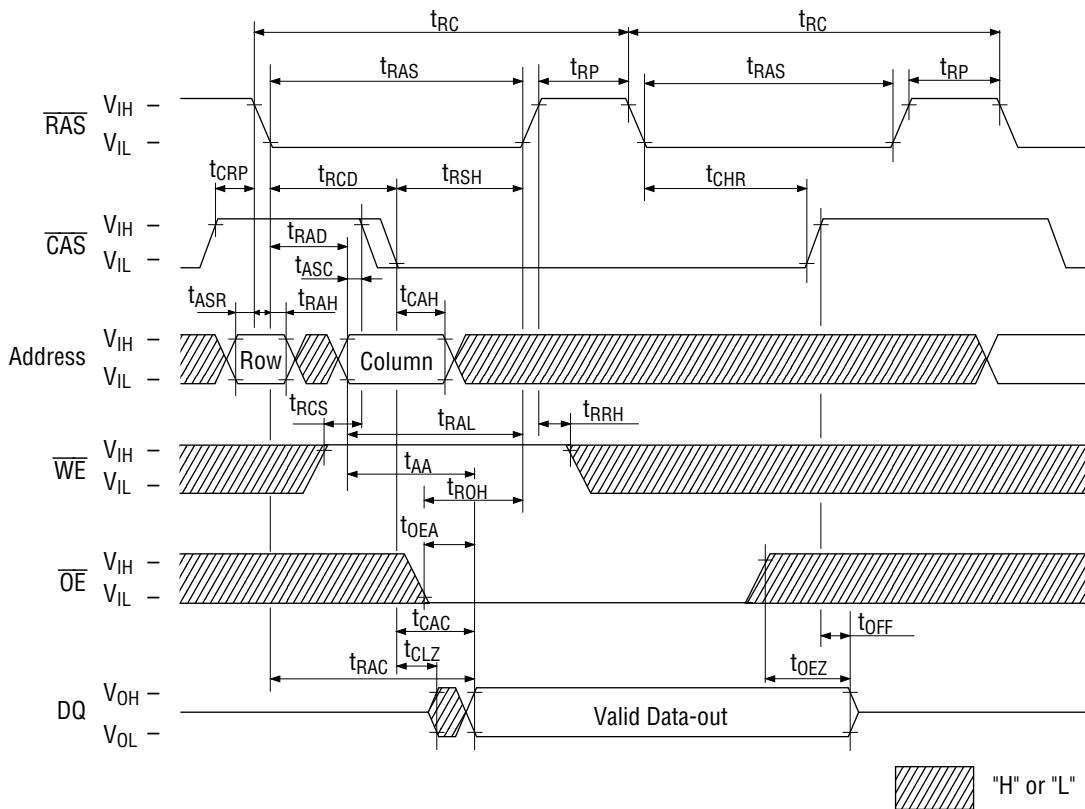 tRC tRC
tRAS tRP tRAS tRP
RAS VIH
VIL
tCRP tRCD tRSH tCHR
CAS VIH
VIL
tRAD
tASC
tASR tRAH tCAH
Address VIH
VIL
Row Column
tRCS tRAL tRRH
WE VIH
VIL
tAA
tROH
tOEA
OE VIH
VIL
tCAC tOFF
tRAC tCLZ tOEZ
DQ VOH
VOL
Valid Data-out
"H" or "L"